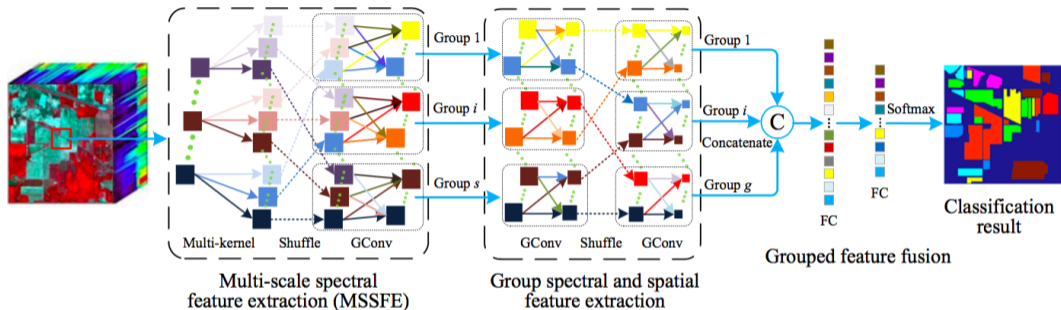 Group 1
Group i
Group s
Multi-kernel Shuffle GConv
Multi-scale spectral
feature extraction (MSSFE)
GConv Shuffle GConv
Group spectral and spatial
feature extraction
Group 1
Group i
Concatenate
Group g
C
FC
FC
Softmax
Grouped feature fusion
Classification
result